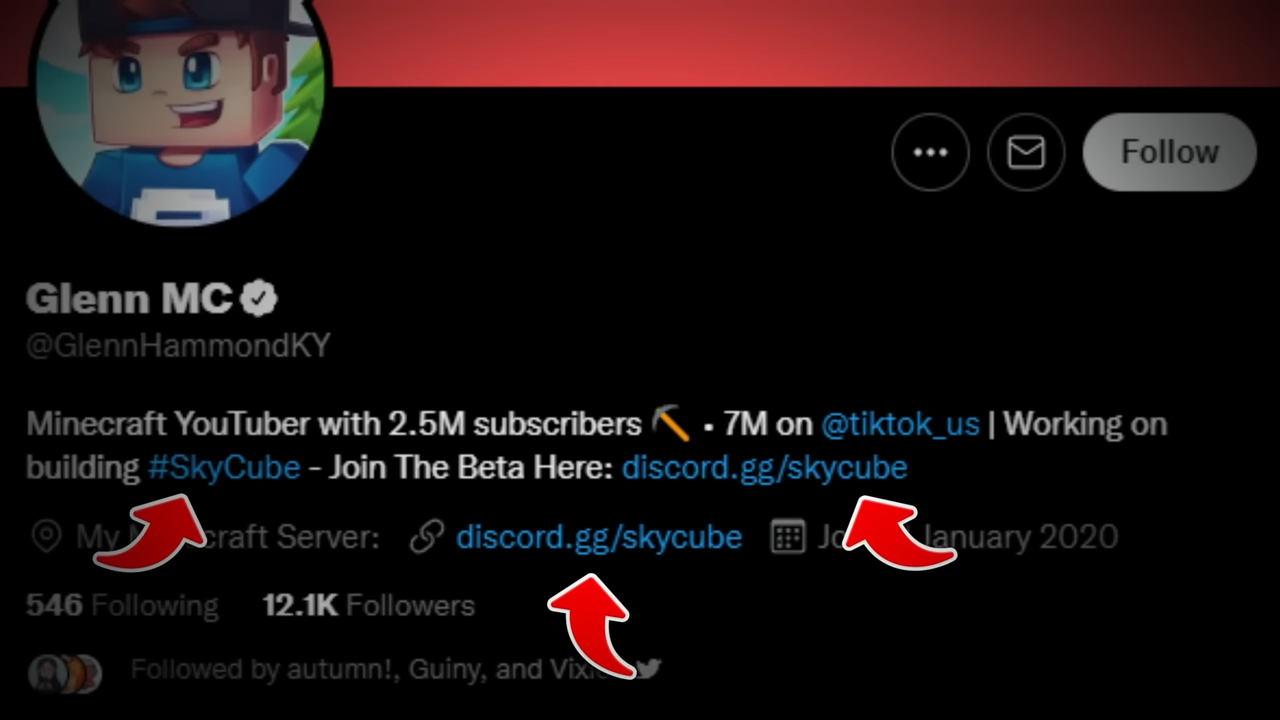 Follow
Glenn MC
@GlennHammondKY
Minecraft YouTuber with 2.5M subscribers • 7M on @tiktok_us | Working on
building #SkyCube - Join The Beta Here: discord.gg/skycube
My craft Server: discord.gg/skycube January 2020
546 Following 12.1K Followers
Followed by autumn!, Guiny, and